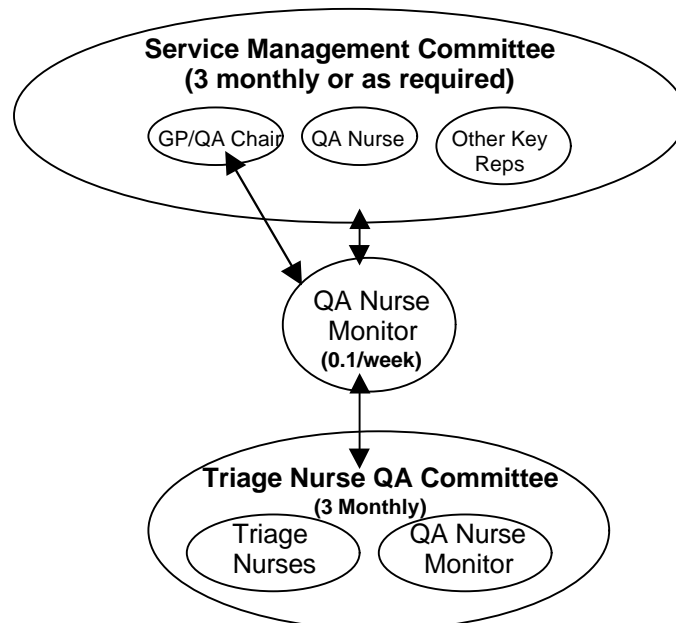 Service Management Committee
(3 monthly or as required)
GP/QA Chair
QA Nurse
Other Key
Reps
QA Nurse
Monitor
(0.1/week)
Triage Nurse QA Committee
(3 Monthly)
Triage
Nurses
QA Nurse
Monitor